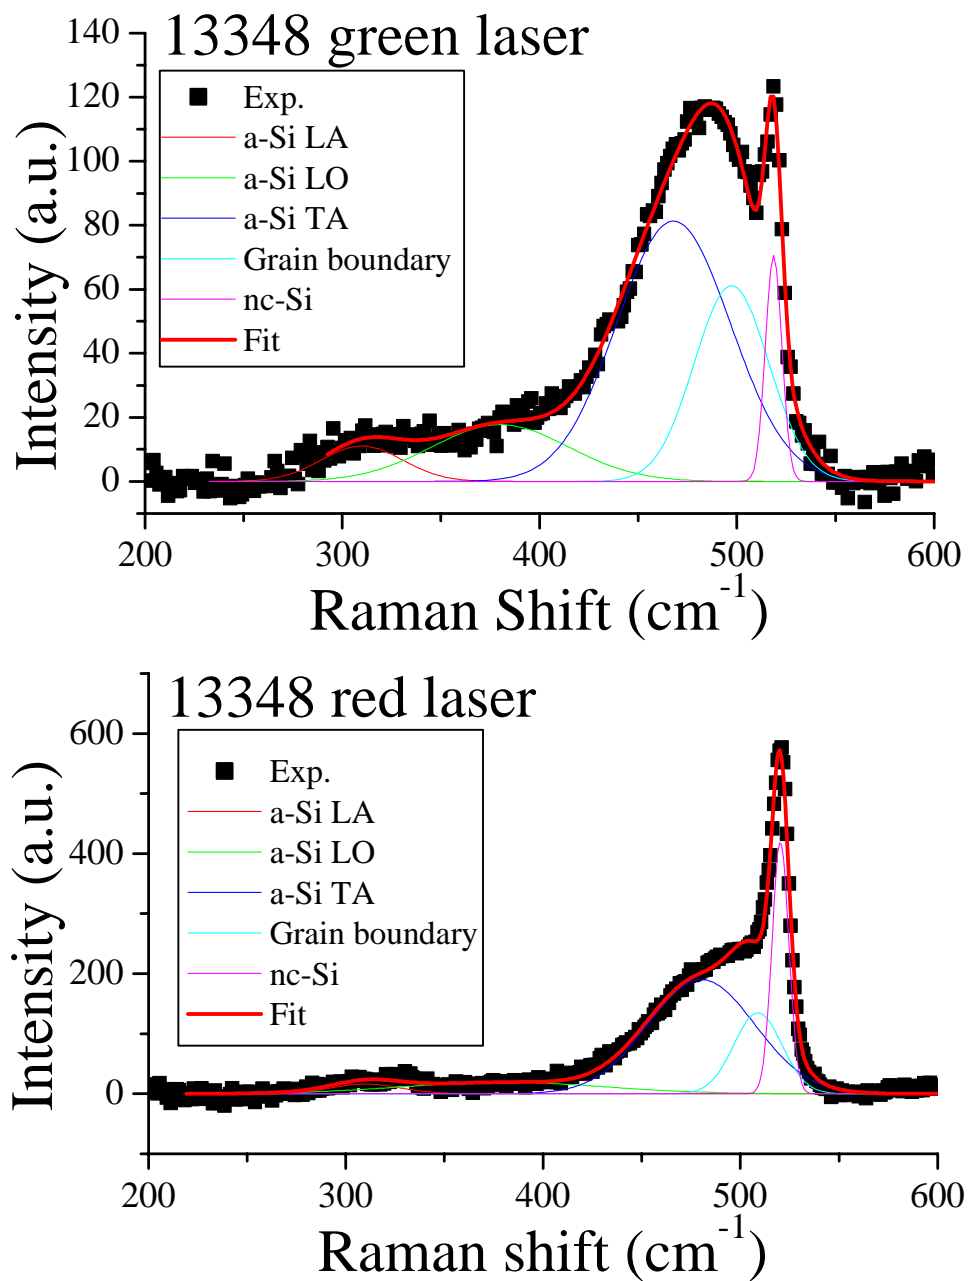 13348 green laser
140
120
100
80
60
40
20
0
Intensity (a.u.)
Exp.
a-Si LA
a-Si LO
a-Si TA
Grain boundary
nc-Si
Fit
200 300 400 500 600
Raman Shift (cm-1)
13348 red laser
600
400
200
0
Intensity (a.u.)
Exp.
a-Si LA
a-Si LO
a-Si TA
Grain boundary
nc-Si
Fit
200 300 400 500 600
Raman shift (cm-1)